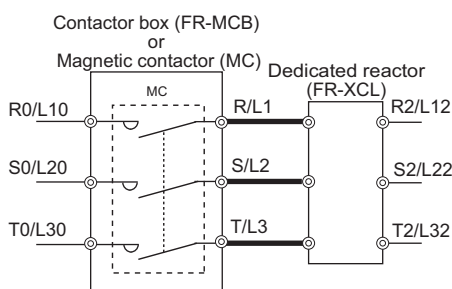 Contactor box (FR-MCB)
or
Magnetic contactor (MC)
Dedicated reactor
(FR-XCL)
MC
R0/L10
R/L1
R2/L12
S0/L20
S/L2
S2/L22
T0/L30
T/L3
T2/L32